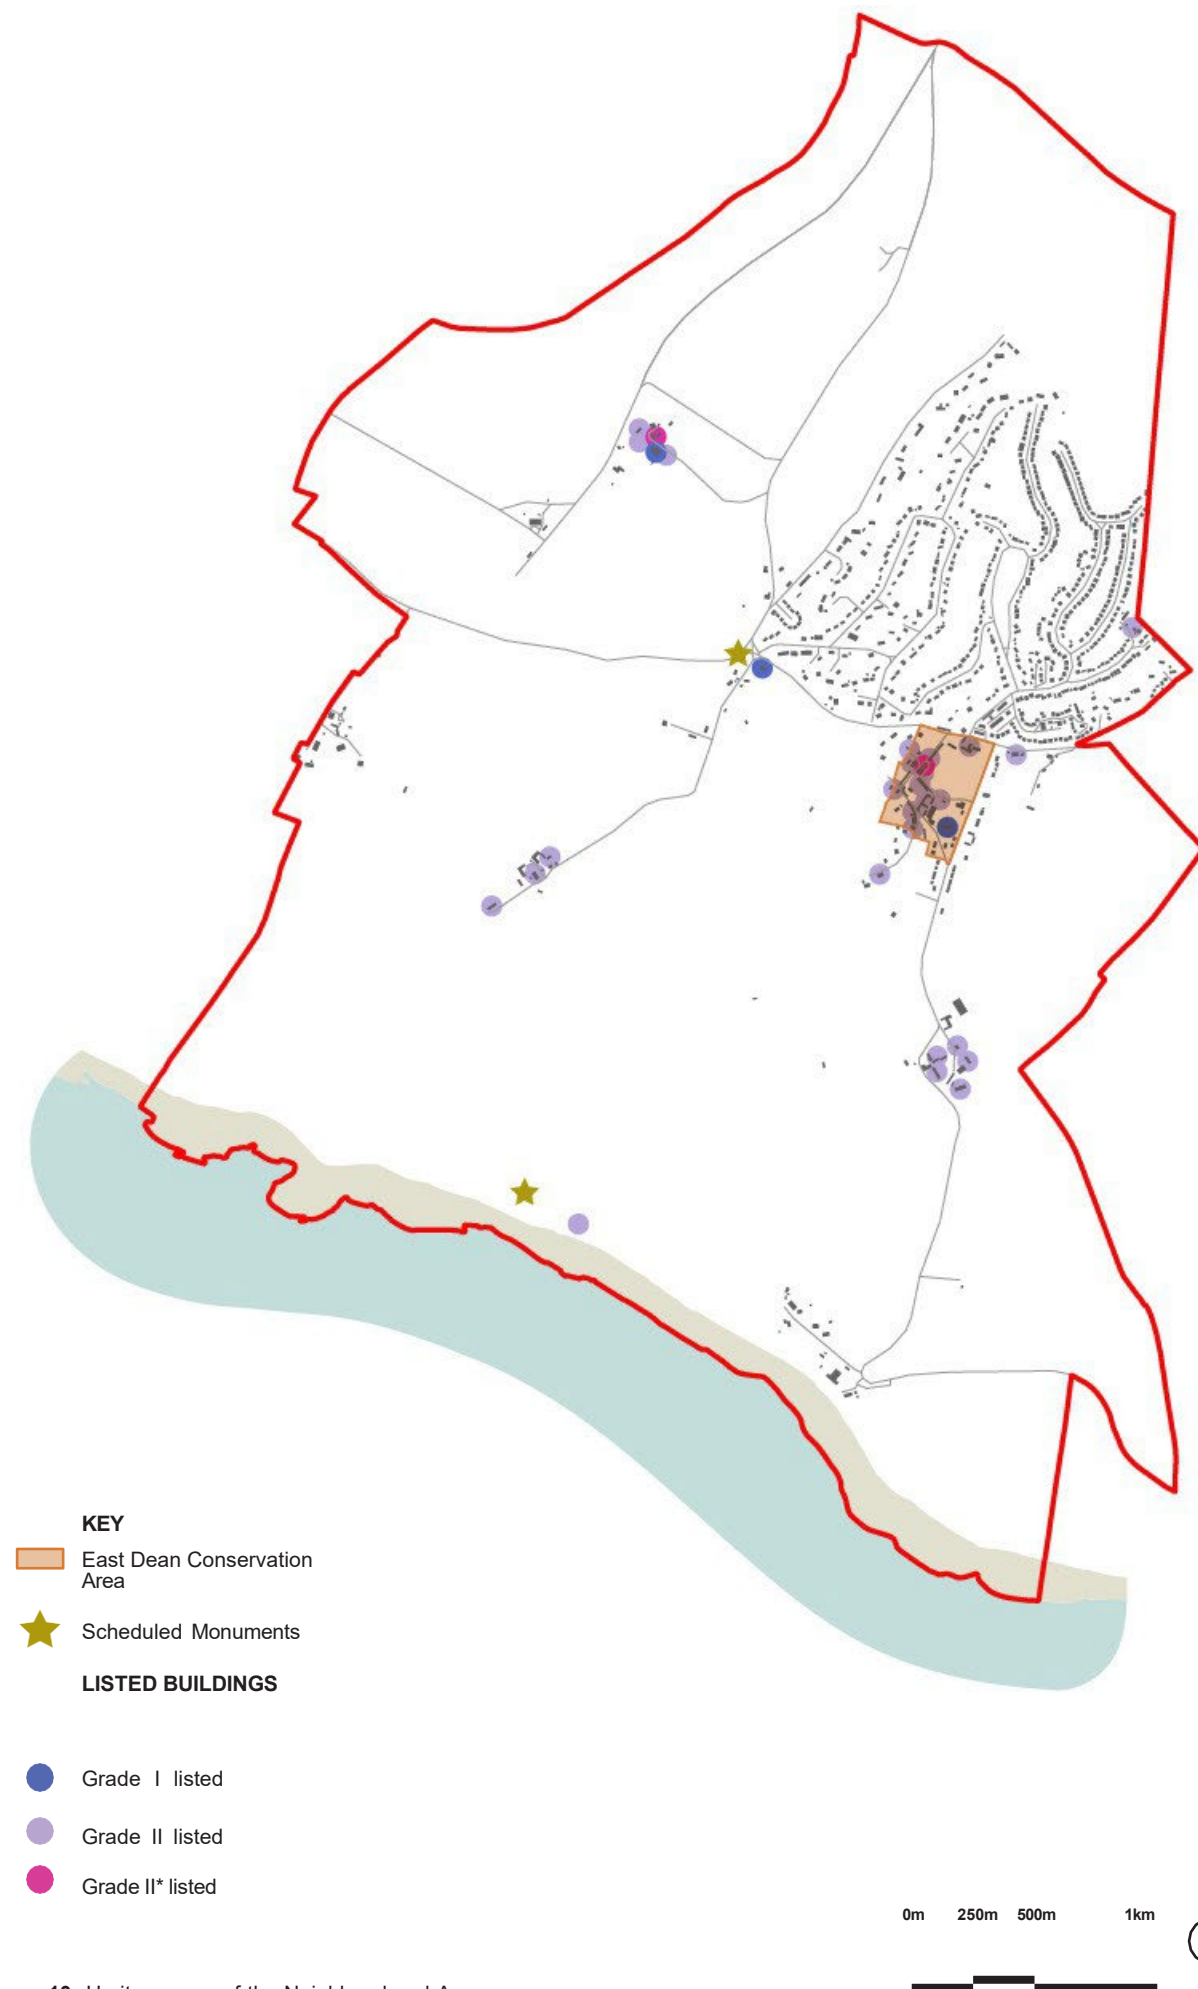 KEY
East Dean Conservation
Area
Scheduled Monuments
LISTED BUILDINGS
Grade I listed
Grade II listed
Grade II* listed
0m 250m 500m 1km